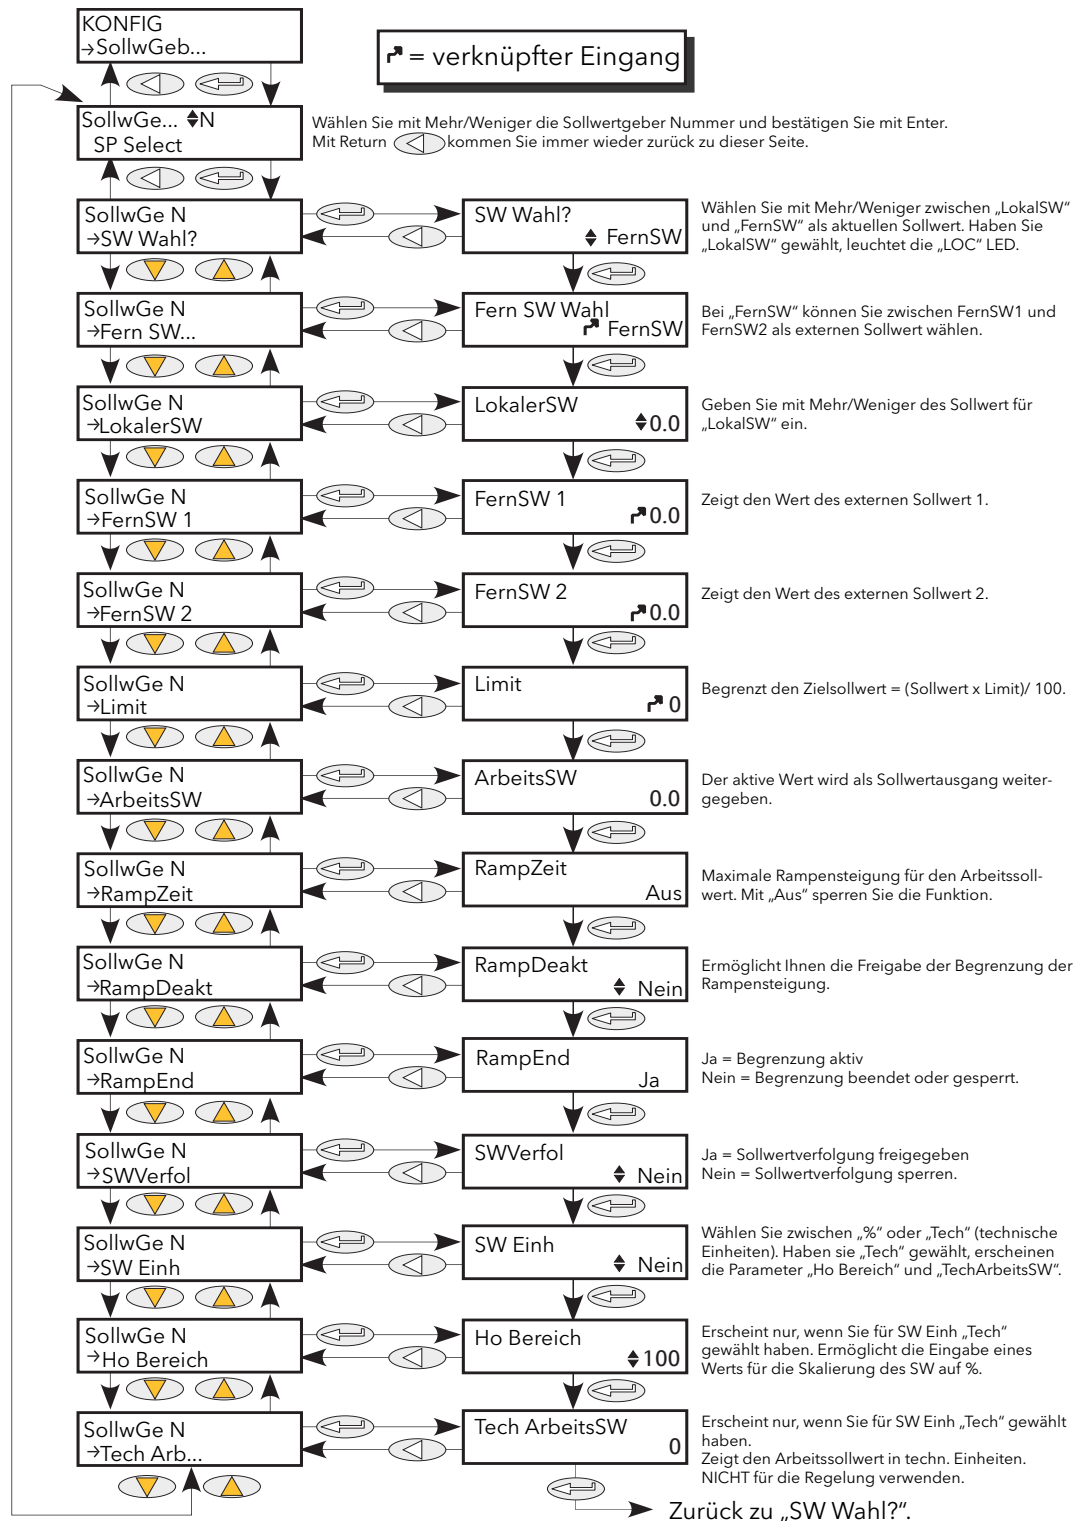 KONFIG
→SollwGeb...
= verknüpfter Eingang
SollwGe... N
SP Select
Wählen Sie mit Mehr/Weniger die Sollwertgeber Nummer und bestätigen Sie mit Enter.
Mit Return kommen Sie immer wieder zurück zu dieser Seite.
SollwGe N
→SW Wahl?
SW Wahl?
FernSW
Wählen Sie mit Mehr/Weniger zwischen „LokalSW"
und „FernSW" als aktuellen Sollwert. Haben Sie
„LokalSW" gewählt, leuchtet die „LOC" LED.
SollwGe N
→Fern SW...
Fern SW Wahl
FernSW
Bei „FernSW" können Sie zwischen FernSW1 und
FernSW2 als externen Sollwert wählen.
SollwGe N
→LokalerSW
LokalerSW
0.0
Geben Sie mit Mehr/Weniger des Sollwert für
„LokalSW" ein.
SollwGe N
→FernSW 1
FernSW 1
0.0
Zeigt den Wert des externen Sollwert 1.
SollwGe N
→FernSW 2
FernSW 2
0.0
Zeigt den Wert des externen Sollwert 2.
SollwGe N
→Limit
Limit
0
Begrenzt den Zielsollwert = (Sollwert x Limit)/ 100.
SollwGe N
→ArbeitsSW
ArbeitsSW
0.0
Der aktive Wert wird als Sollwertausgang weiter-
gegeben.
SollwGe N
→RampZeit
RampZeit
Aus
Maximale Rampensteigung für den Arbeitssoll-
wert. Mit „Aus" sperren Sie die Funktion.
SollwGe N
→RampDeakt
RampDeakt
Nein
Ermöglicht Ihnen die Freigabe der Begrenzung der
Rampensteigung.
SollwGe N
→RampEnd
RampEnd
Ja
Ja = Begrenzung aktiv
Nein = Begrenzung beendet oder gesperrt.
SollwGe N
→SWVerfol
SWVerfol
Nein
Ja = Sollwertverfolgung freigegeben
Nein = Sollwertverfolgung sperren.
SollwGe N
→SW Einh
SW Einh
Nein
Wählen Sie zwischen „%" oder „Tech" (technische
Einheiten). Haben sie „Tech" gewählt, erscheinen
die Parameter „Ho Bereich" und „TechArbeitsSW".
SollwGe N
→Ho Bereich
Ho Bereich
100
Erscheint nur, wenn Sie für SW Einh „Tech"
gewählt haben. Ermöglicht die Eingabe eines
Werts für die Skalierung des SW auf %.
SollwGe N
→Tech Arb...
Tech ArbeitsSW
0
Erscheint nur, wenn Sie für SW Einh „Tech" gewählt
haben.
Zeigt den Arbeitssollwert in techn. Einheiten.
NICHT für die Regelung verwenden.
Zurück zu „SW Wahl?".